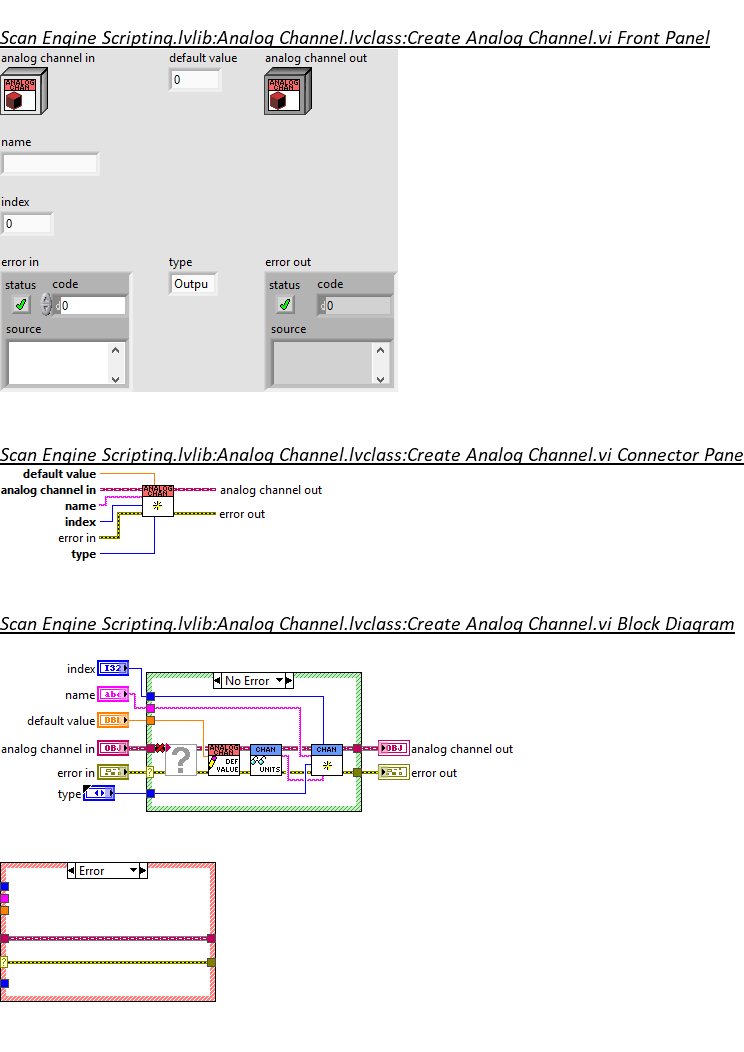 Scan Engine Scripting.lvlib:Analog Channel.lvclass:Create Analog Channel.vi Front Panel
analog channel in
default value
analog channel out
ANALOG
CHAN
0
ANALOG
CHAN
name
index
0
error in
type
error out
status
code
Outpu
status
code
0
0
source
source
Scan Engine Scripting.lvlib:Analog Channel.lvclass:Create Analog Channel.vi Connector Pane
default value
analog channel in
name
index
error in
type
ANALOG
CHAN
analog channel out
error out
Scan Engine Scripting.lvlib:Analog Channel.lvclass:Create Analog Channel.vi Block Diagram
index
I32
No Error
name
abc
default value
DBL
analog channel in
OBJ
?
ANALOG
CHAN
DEF
VALUE
CHAN
UNITS
CHAN
OBJ
analog channel out
error in
?
error out
type
Error
?